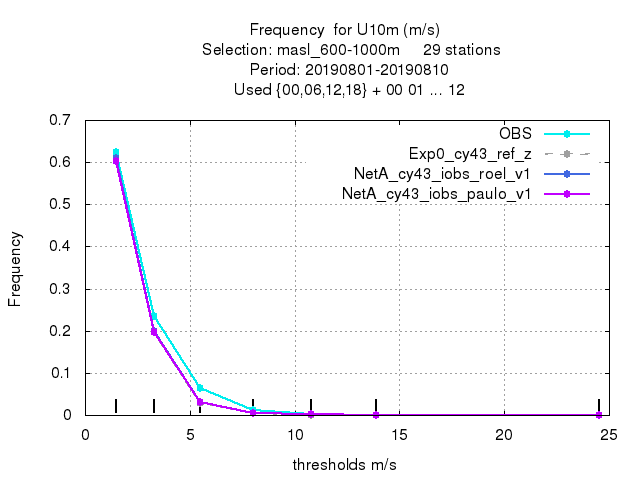 Frequency  for U10m (m/s)
Selection: masl_600-1000m     29 stations
Period: 20190801-20190810
Used {00,06,12,18} + 00 01 ... 12
OBS
Exp0_cy43_ref_z
NetA_cy43_iobs_roel_v1
NetA_cy43_iobs_paulo_v1
Frequency
0.7
0.6
0.5
0.4
0.3
0.2
0.1
0
0 5 10 15 20 25
thresholds m/s